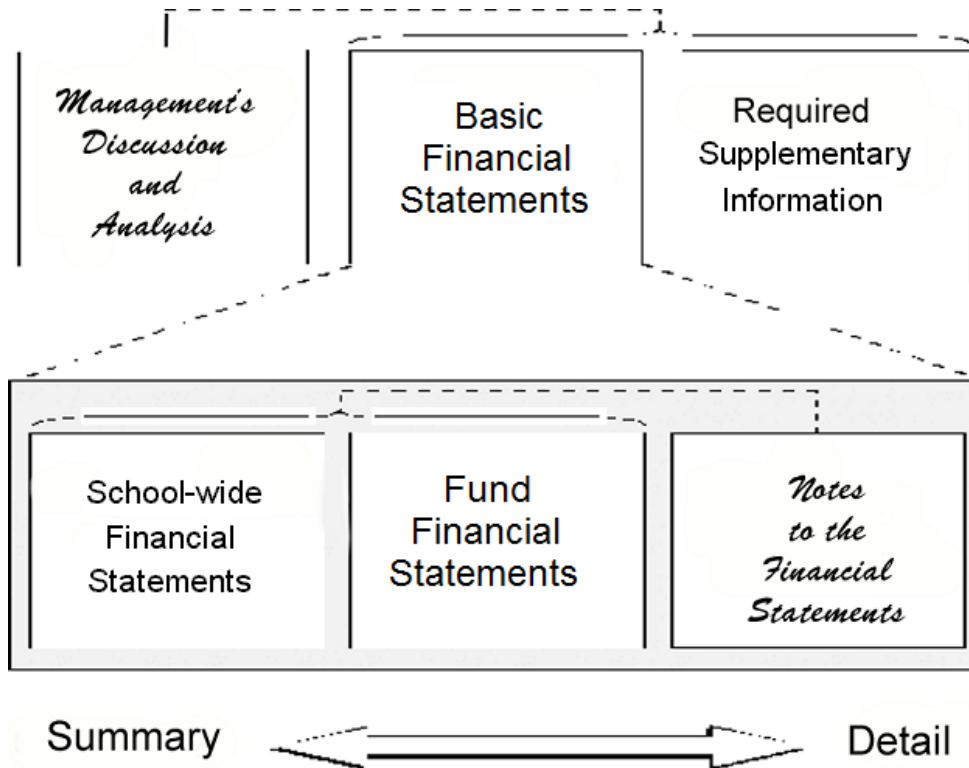 Management's
Discussion
and
Analysis
Basic
Financial
Statements
Required
Supplementary
Information
School-wide
Financial
Statements
Fund
Financial
Statements
Notes
to the
Financial
Statements
Summary
Detail